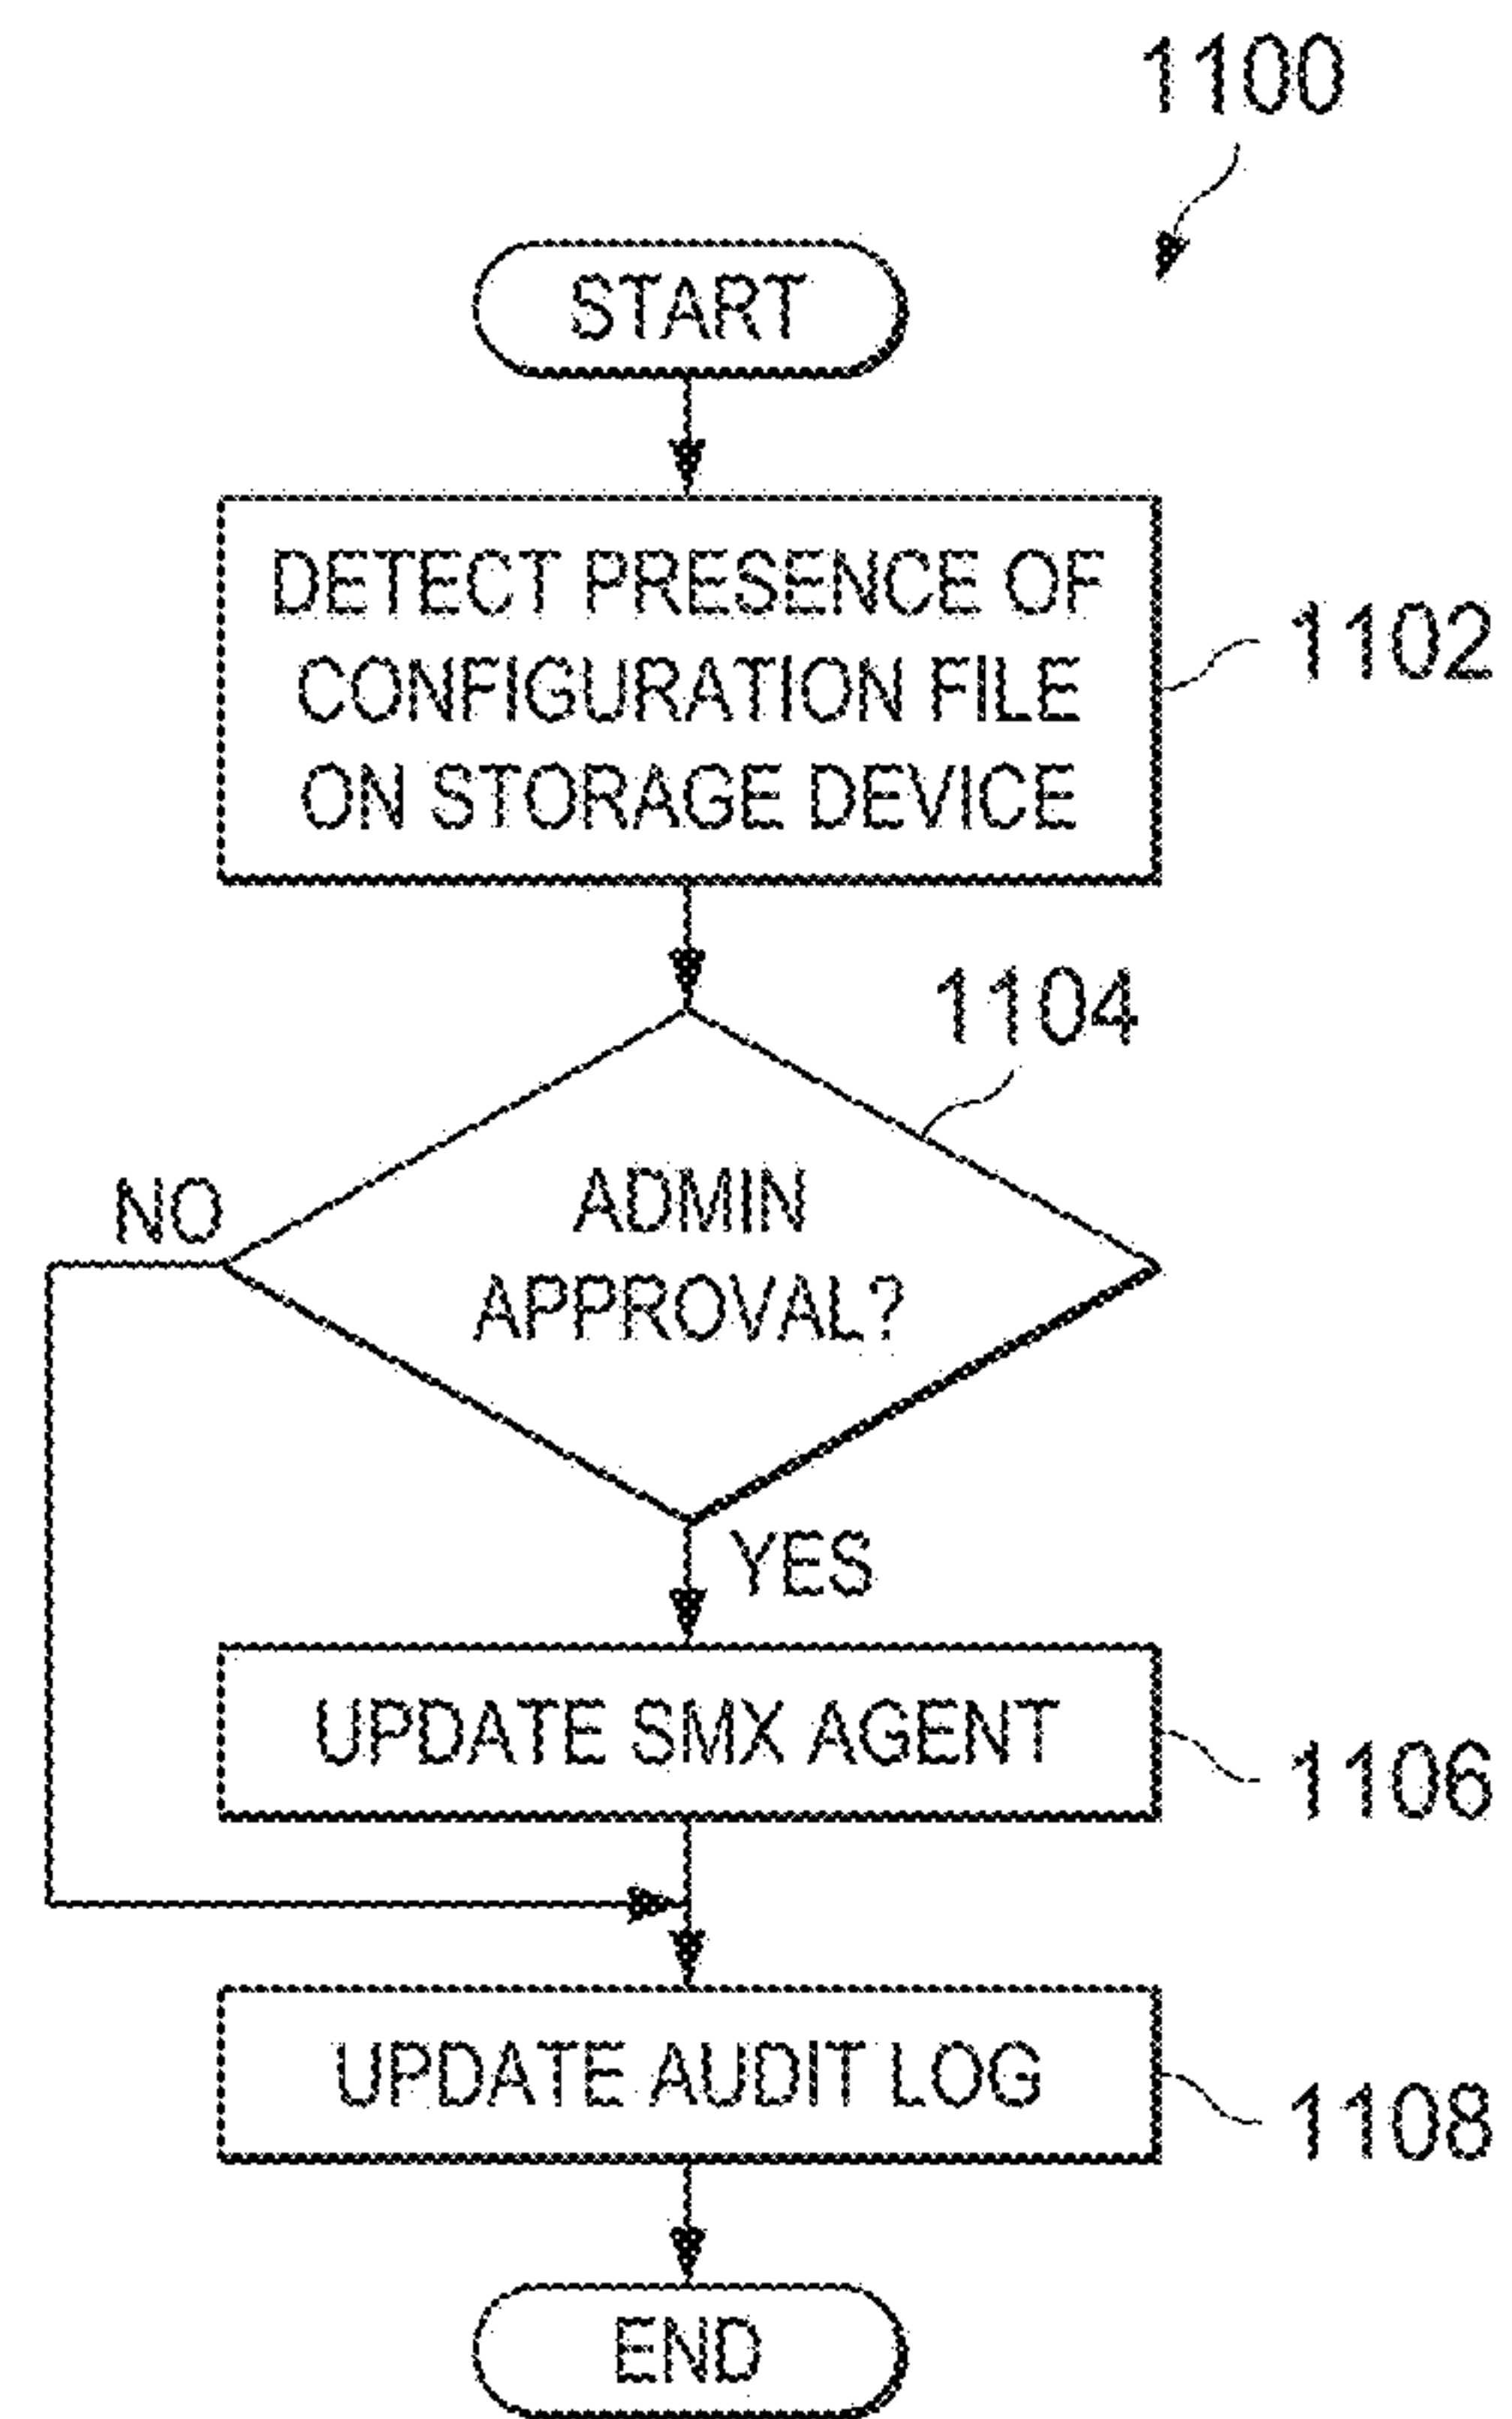 1100
START
DETECT PRESENCE OF
CONFIGURATION FILE
ON STORAGE DEVICE
1102
1104
ADMIN
APPROVAL?
NO
YES
UPDATE SMX AGENT
1106
UPDATE AUDIT LOG
1108
END